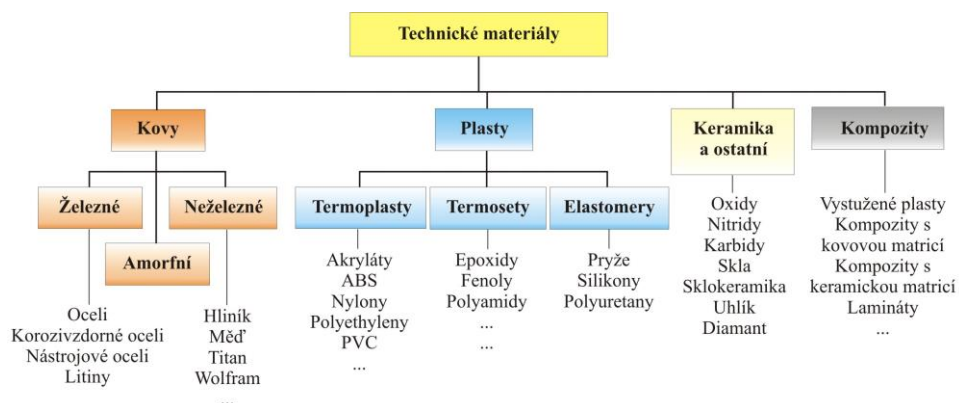 Technické materiály
Kovy
Plasty
Keramika
a ostatní
Kompozity
Železné
Neželezné
Amorfní
Termoplasty
Termosety
Elastomery
Oceli
Korozivzdorné oceli
Nástrojové oceli
Litiny
Hliník
Měď
Titan
Wolfram
...
Akryláty
ABS
Nylony
Polyethyleny
PVC
...
Epoxidy
Fenoly
Polyamidy
...
...
Pryže
Silikony
Polyuretany
Oxidy
Nitridy
Karbidy
Skla
Sklokeramika
Uhlík
Diamant
Vystužené plasty
Kompozity s
kovovou matricí
Kompozity s
keramickou matricí
Lamináty
...